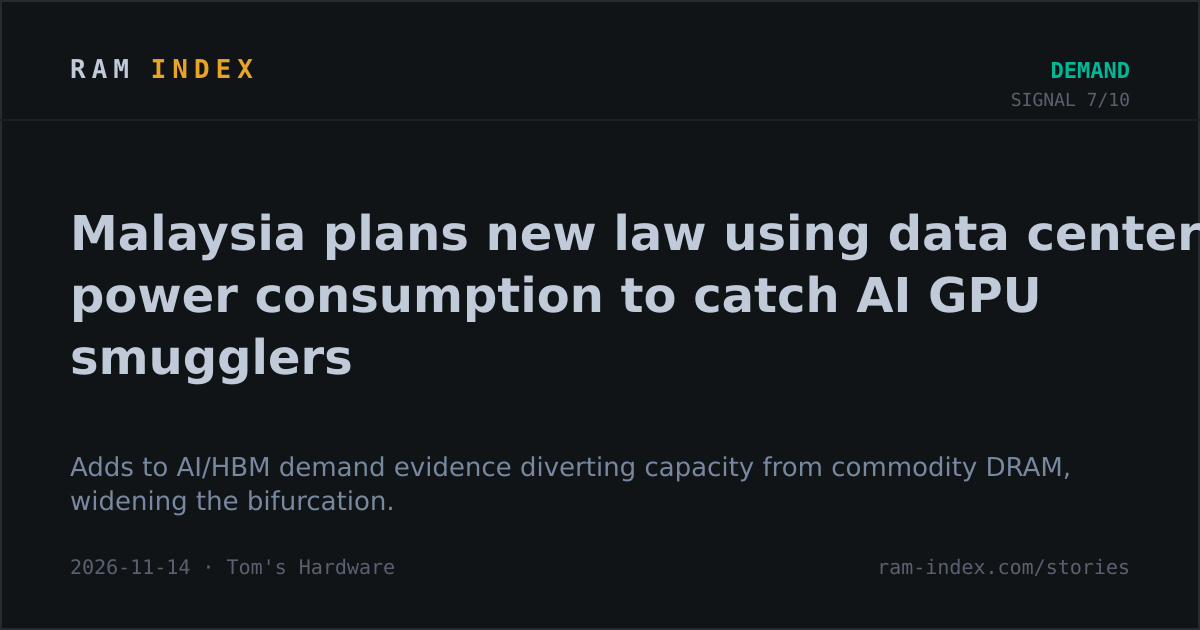 RAM INDEX
DEMAND
SIGNAL 7/10
Malaysia plans new law using data center
power consumption to catch AI GPU
smugglers
Adds to AI/HBM demand evidence diverting capacity from commodity DRAM,
widening the bifurcation.
2026-11-14 · Tom's Hardware
ram-index.com/stories